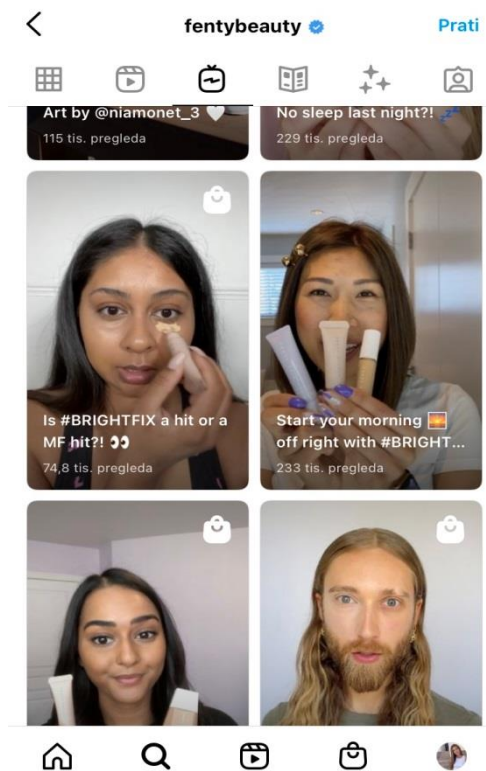 fentybeauty
Prati
Art by @niamonet_3 🤍
115 tis. pregleda
No sleep last night?! 💤
229 tis. pregleda
Is #BRIGHTFIX a hit or a
MF hit?! 👀
74,8 tis. pregleda
Start your morning 🌅
off right with #BRIGHT...
233 tis. pregleda